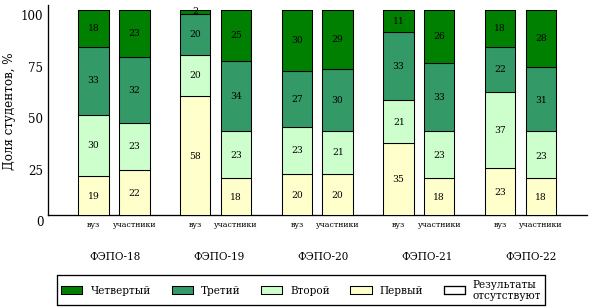 Доля студентов, %
100
75
50
25
0
18 23 2 25 30 29 11 26 18 28
33 32 20 34 27 30 33 33 22 31
30 23 20 23 23 21 21 23 37 23
19 22 58 18 20 20 35 18 23 18
вуз участники вуз участники вуз участники вуз участники вуз участники
ФЭПО-18 ФЭПО-19 ФЭПО-20 ФЭПО-21 ФЭПО-22
Четвертый Третий Второй Первый Результаты
отсутствуют